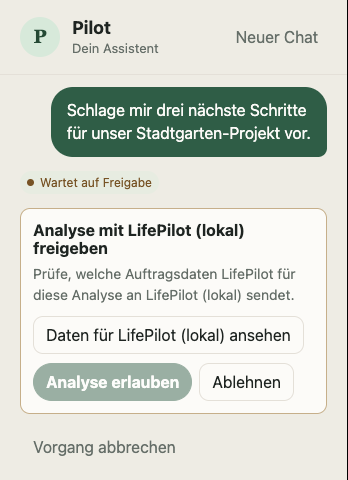 P
Pilot
Dein Assistent
Neuer Chat
Schlage mir drei nächste Schritte
für unser Stadtgarten-Projekt vor.
Wartet auf Freigabe
Analyse mit LifePilot (lokal)
freigeben
Prüfe, welche Auftragsdaten LifePilot für
diese Analyse an LifePilot (lokal) sendet.
Daten für LifePilot (lokal) ansehen
Analyse erlauben
Ablehnen
Vorgang abbrechen